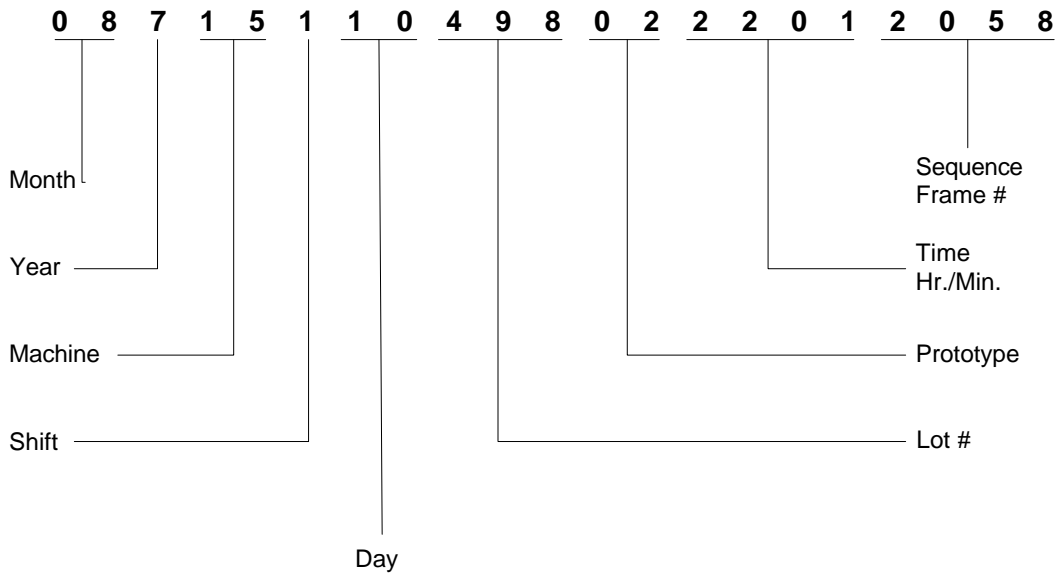 0 8 7 1 5 1 1 0 4 9 8 0 2 2 2 0 1 2 0 5 8
Month
Sequence
Frame #
Year
Time
Hr./Min.
Machine
Prototype
Shift
Lot #
Day